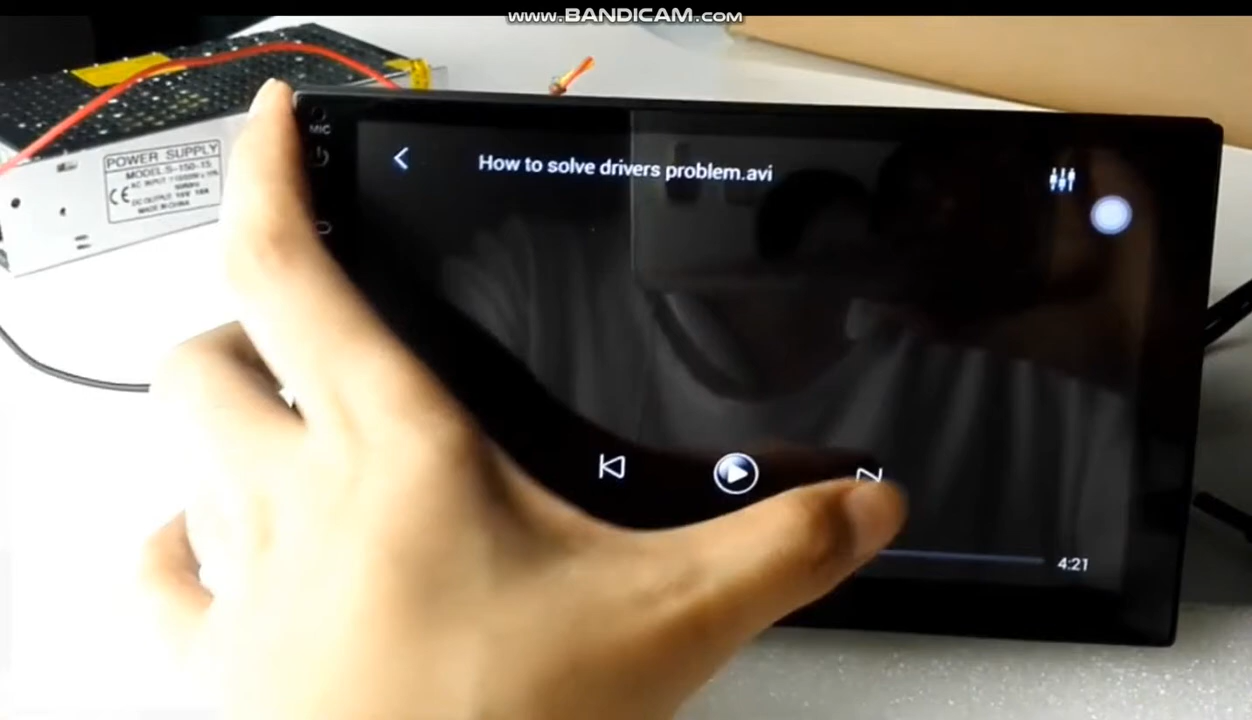 WWW.BANDICAM.COM
MIC
How to solve drivers problem.avi
POWER SUPPLY
MODEL:S-150-15
MADE IN CHINA
4:21